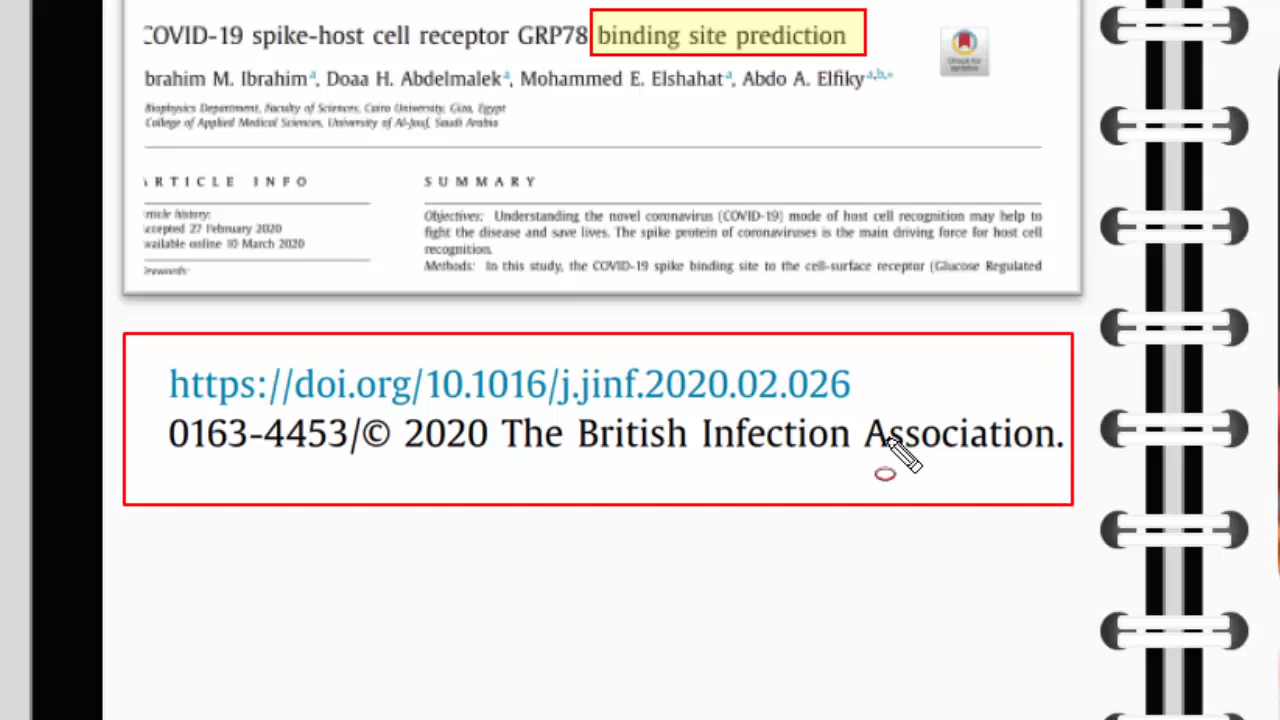 COVID-19 spike-host cell receptor GRP78 binding site prediction
brahim M. Ibrahim a, Doaa H. Abdelmalek a, Mohammed E. Elshahat a, Abdo A. Elfiky a,b,*
Check for updates
Biophysics Department, Faculty of Sciences, Cairo University, Giza, Egypt
College of Applied Medical Sciences, University of Al-Jouf, Saudi Arabia
ARTICLE INFO
SUMMARY
rticle history:
ccepted 27 February 2020
vailable online 10 March 2020
eywords:
Objectives: Understanding the novel coronavirus (COVID-19) mode of host cell recognition may help to
fight the disease and save lives. The spike protein of coronaviruses is the main driving force for host cell
recognition.
Methods: In this study, the COVID-19 spike binding site to the cell-surface receptor (Glucose Regulated
https://doi.org/10.1016/j.jinf.2020.02.026
0163-4453/© 2020 The British Infection Association.